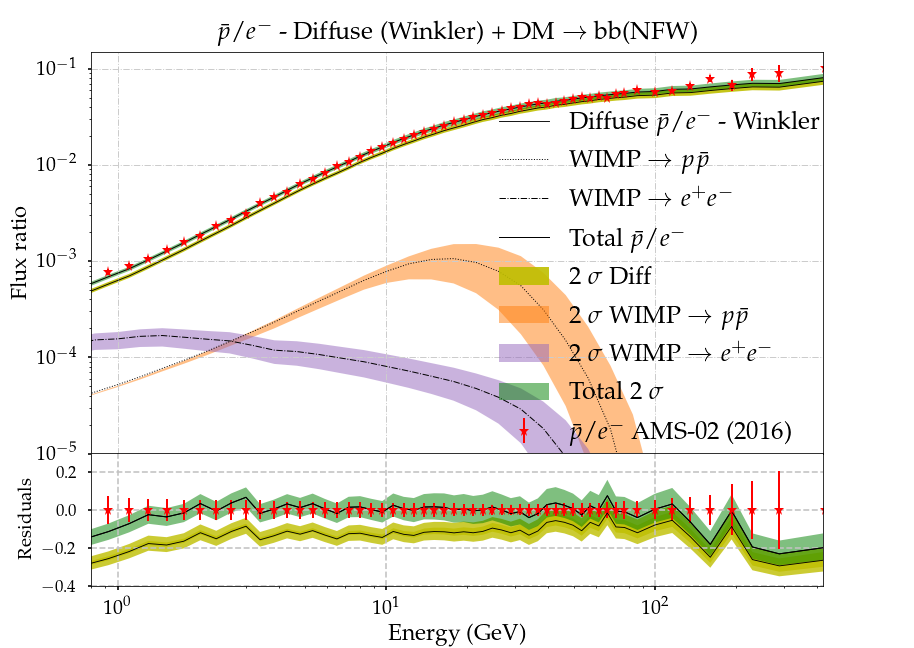 p̄/e⁻ - Diffuse (Winkler) + DM → bb(NFW)
Flux ratio
10⁻¹
10⁻²
10⁻³
10⁻⁴
10⁻⁵
Diffuse p̄/e⁻ - Winkler
WIMP → pp̄
WIMP → e⁺e⁻
Total p̄/e⁻
2 σ Diff
2 σ WIMP → pp̄
2 σ WIMP → e⁺e⁻
Total 2 σ
p̄/e⁻ AMS-02 (2016)
Residuals
0.2
0.0
−0.2
−0.4
10⁰ 10¹ 10²
Energy (GeV)